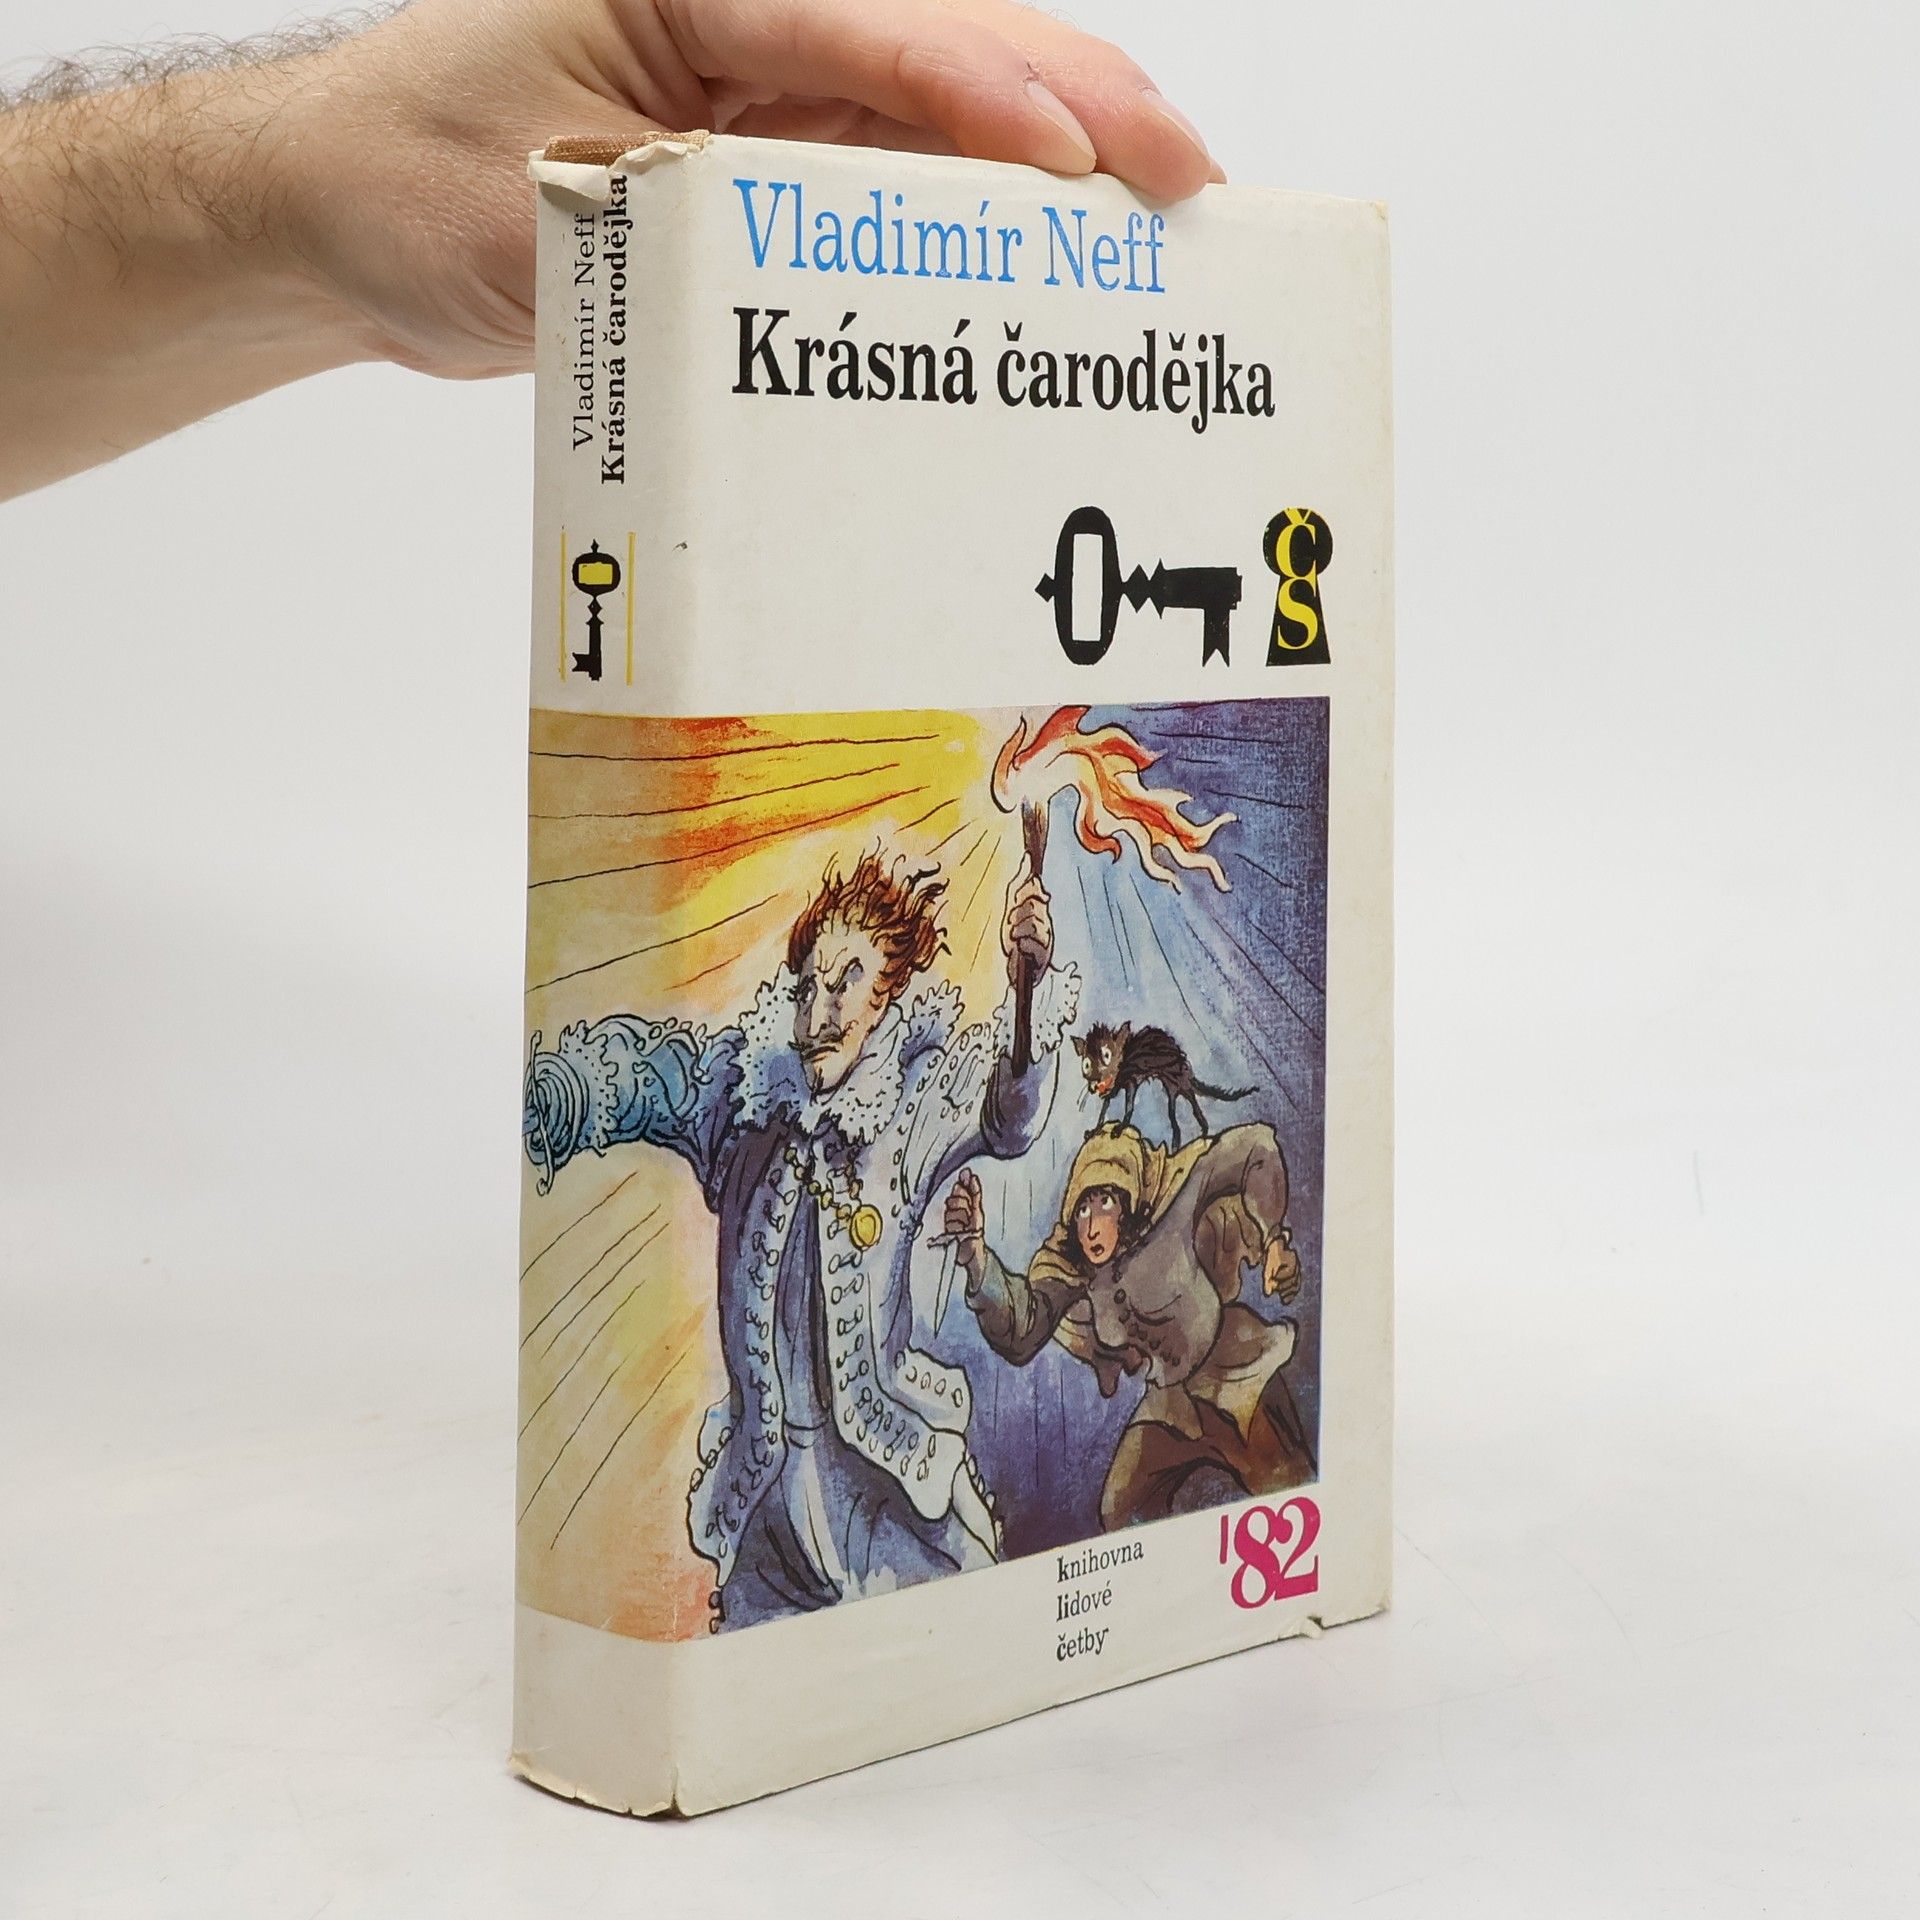 Vladimír Neff
Krásná čarodějka
Vladimír Neff
Krásná čarodějka
ČS
knihovna
lidové
četby
'82